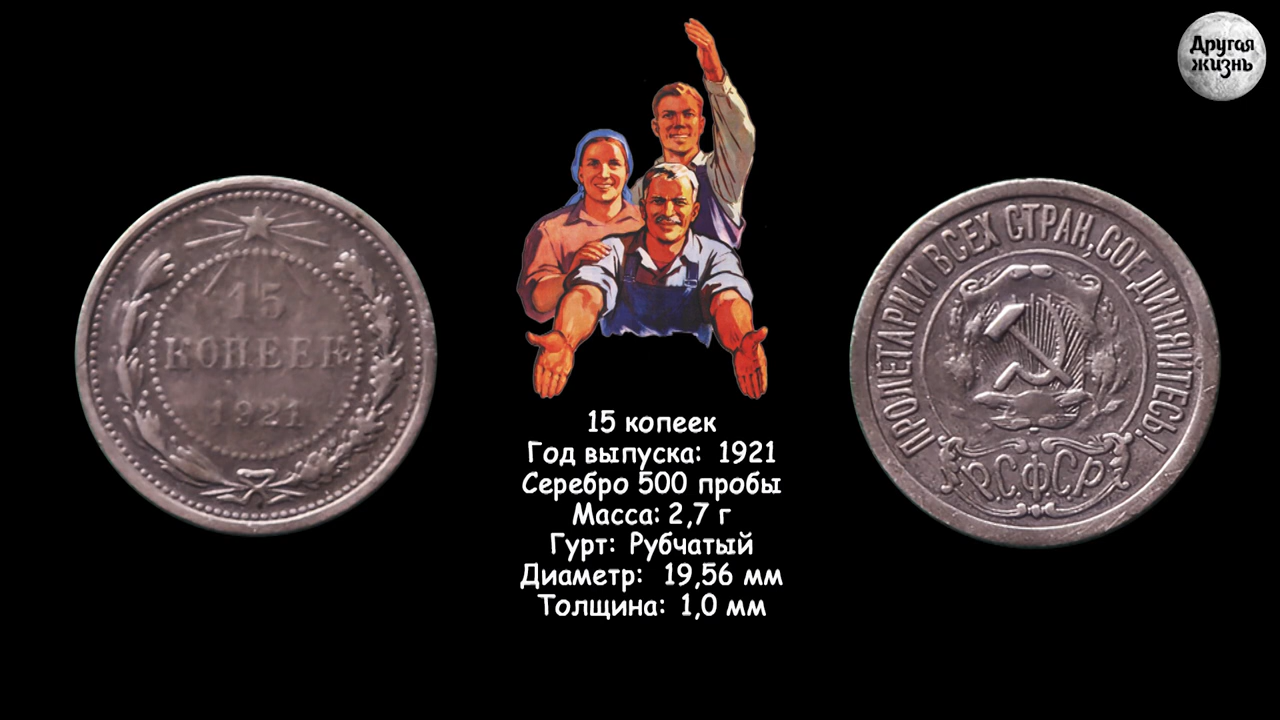 Другая
жизнь
15
КОПЕЕК
1921
ПРОЛЕТАРИИ ВСЕХ СТРАН, СОЕДИНЯЙТЕСЬ!
Р.С.Ф.С.Р.
15 копеек
Год выпуска: 1921
Серебро 500 пробы
Масса: 2,7 г
Гурт: Рубчатый
Диаметр: 19,56 мм
Толщина: 1,0 мм